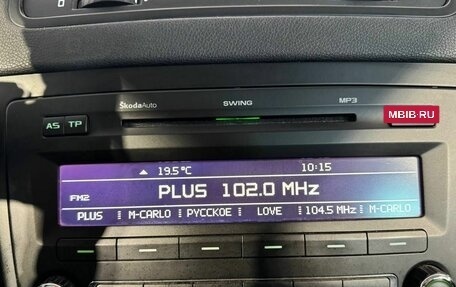 ŠkodaAuto SWING MP3
MBIB.RU
AS TP
19.5°C 10:15
FM2 PLUS 102.0 MHz
PLUS M-CARLO РУССКОЕ LOVE 104.5 MHz M-CARLO